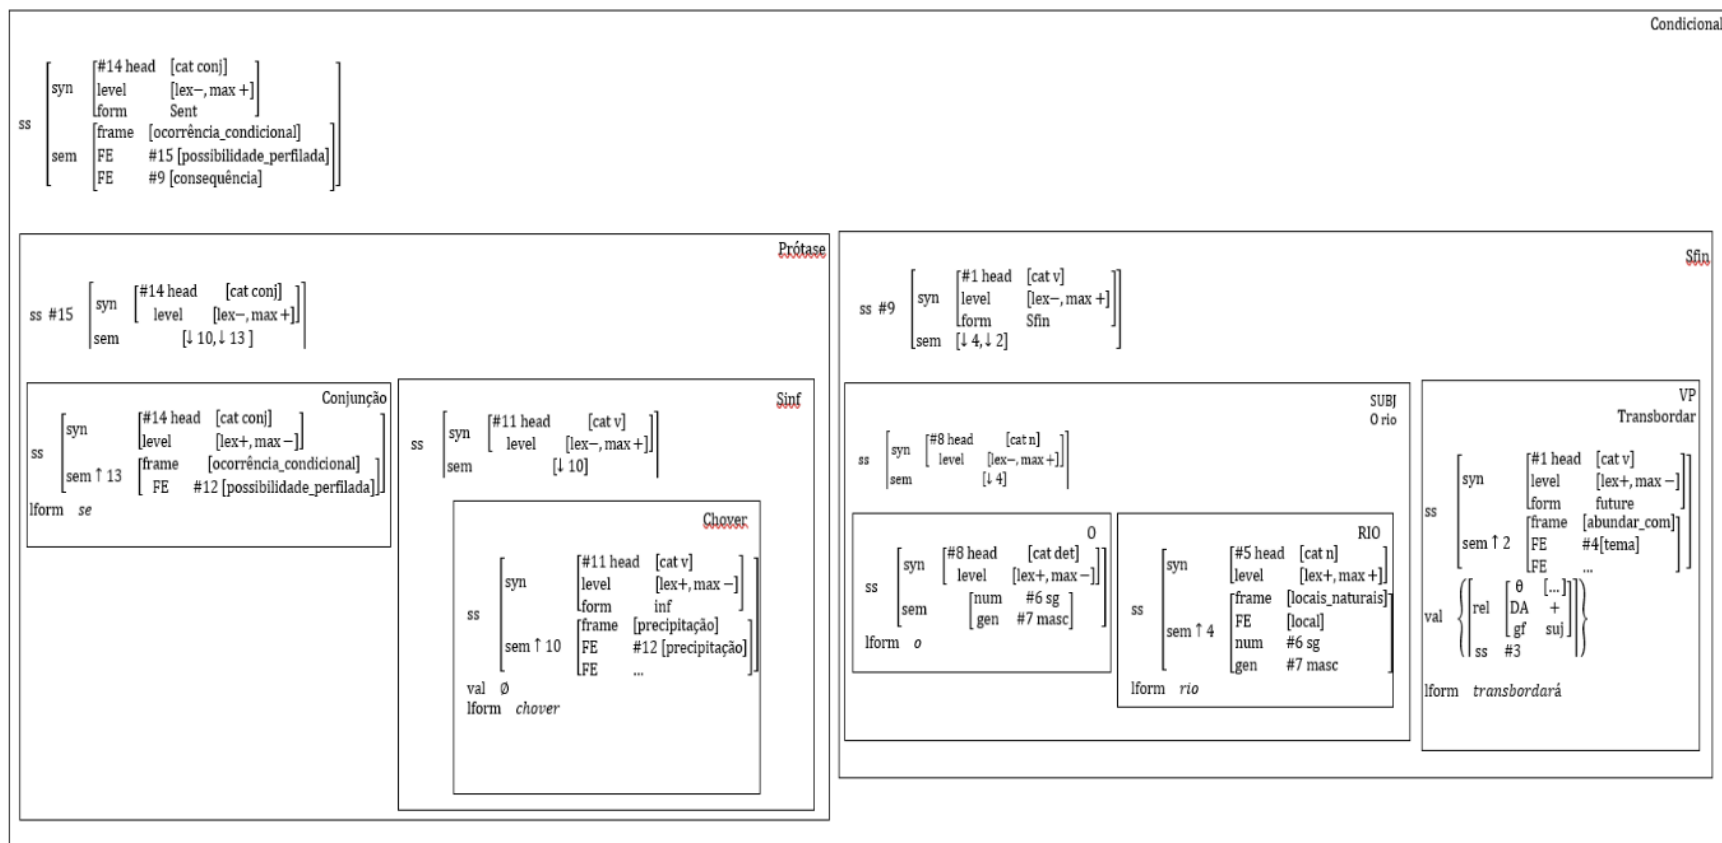 Condicional
ss
syn
#14 head [cat conj]
level [lex−, max +]
form Sent
sem
frame [ocorrência_condicional]
FE #15 [possibilidade_perfilada]
FE #9 [consequência]
Prótase
ss #15
syn
#14 head [cat conj]
level [lex−, max +]
sem [↓ 10, ↓ 13 ]
Conjunção
ss
syn
#14 head [cat conj]
level [lex+, max −]
sem ↑ 13
frame [ocorrência_condicional]
FE #12 [possibilidade_perfilada]
lform se
Sinf
ss
syn
#11 head [cat v]
level [lex−, max +]
sem [↓ 10]
Chover
ss
syn
#11 head [cat v]
level [lex+, max −]
form inf
sem ↑ 10
frame [precipitação]
FE #12 [precipitação]
FE ...
val Ø
lform chover
Sfin
ss #9
syn
#1 head [cat v]
level [lex−, max +]
form Sfin
sem [↓ 4, ↓ 2]
SUBJ
O rio
ss
syn
#8 head [cat n]
level [lex−, max +]
sem [↓ 4]
O
ss
syn
#8 head [cat det]
level [lex+, max −]
sem
num #6 sg
gen #7 masc
lform o
RIO
ss
syn
#5 head [cat n]
level [lex+, max +]
sem ↑ 4
frame [locais_naturais]
FE [local]
num #6 sg
gen #7 masc
lform rio
VP
Transbordar
ss
syn
#1 head [cat v]
level [lex+, max −]
form future
sem ↑ 2
frame [abundar_com]
FE #4[tema]
FE ...
val
rel
θ [...]
DA +
gf suj
ss #3
lform transbordará